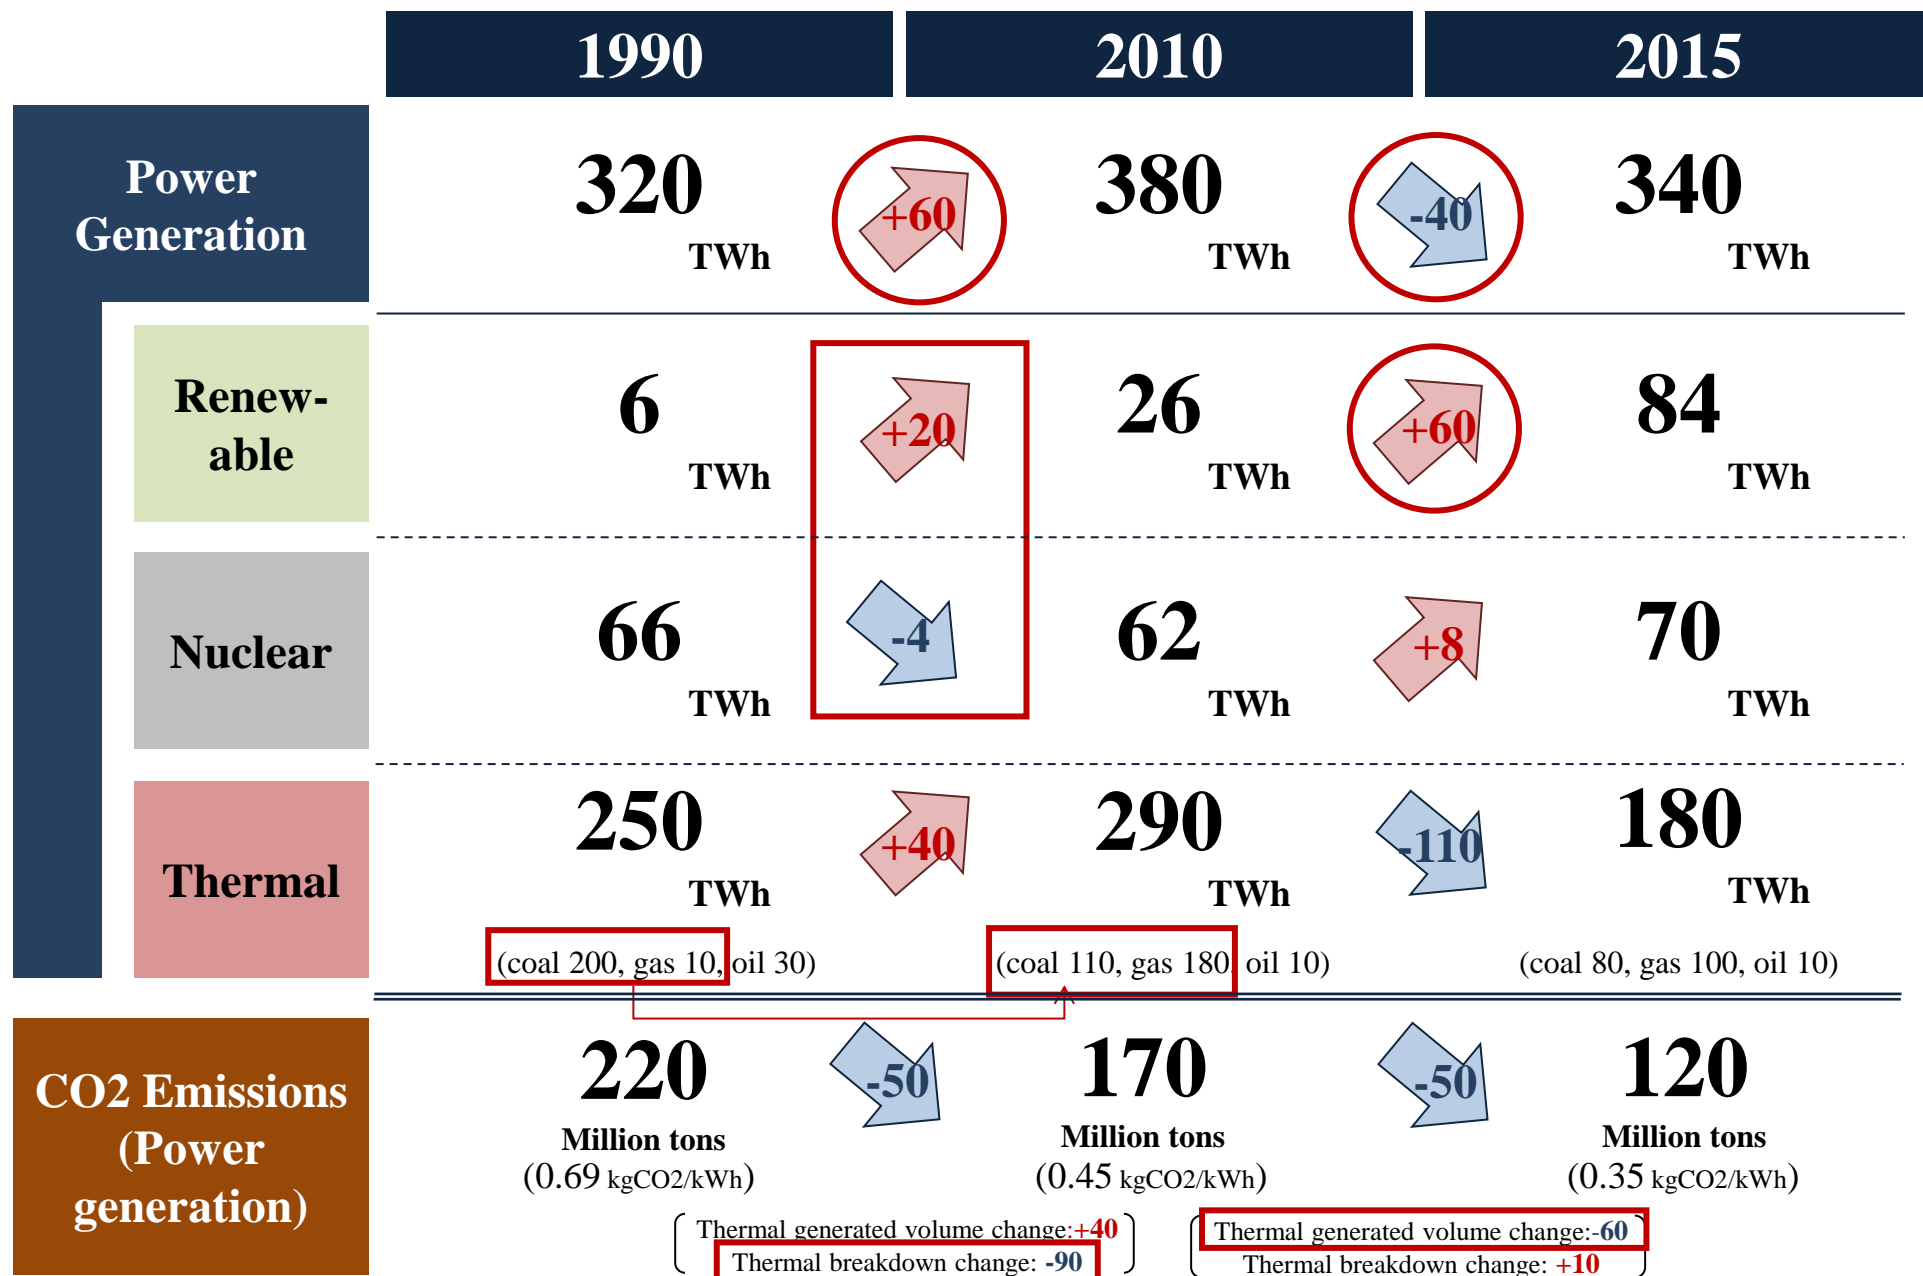 1990
2010
2015
Power
Generation
320
TWh
+60
380
TWh
-40
340
TWh
Renew-
able
6
TWh
+20
26
TWh
+60
84
TWh
Nuclear
66
TWh
-4
62
TWh
+8
70
TWh
Thermal
250
TWh
+40
290
TWh
-110
180
TWh
(coal 200, gas 10, oil 30)
(coal 110, gas 180, oil 10)
(coal 80, gas 100, oil 10)
CO2 Emissions
(Power
generation)
220
Million tons
(0.69 kgCO2/kWh)
-50
170
Million tons
(0.45 kgCO2/kWh)
-50
120
Million tons
(0.35 kgCO2/kWh)
Thermal generated volume change:+40
Thermal breakdown change: -90
Thermal generated volume change:-60
Thermal breakdown change: +10